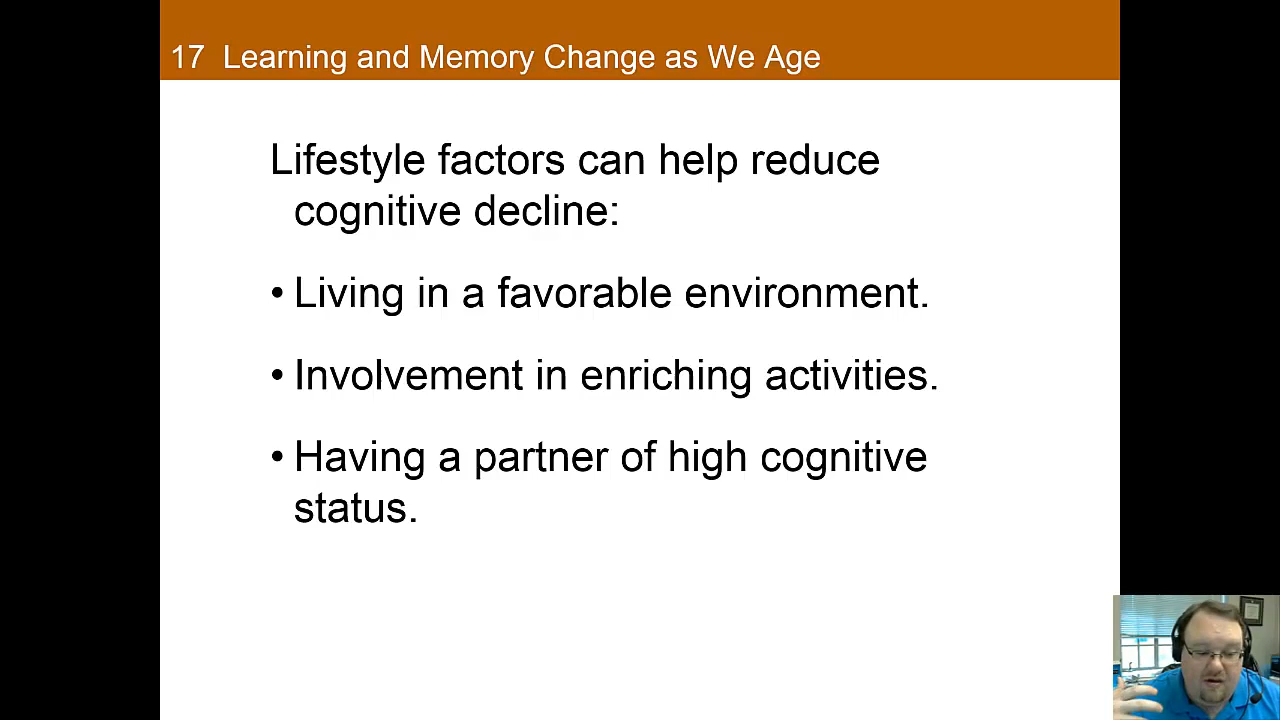 17 Learning and Memory Change as We Age
Lifestyle factors can help reduce
cognitive decline:
• Living in a favorable environment.
• Involvement in enriching activities.
• Having a partner of high cognitive
status.